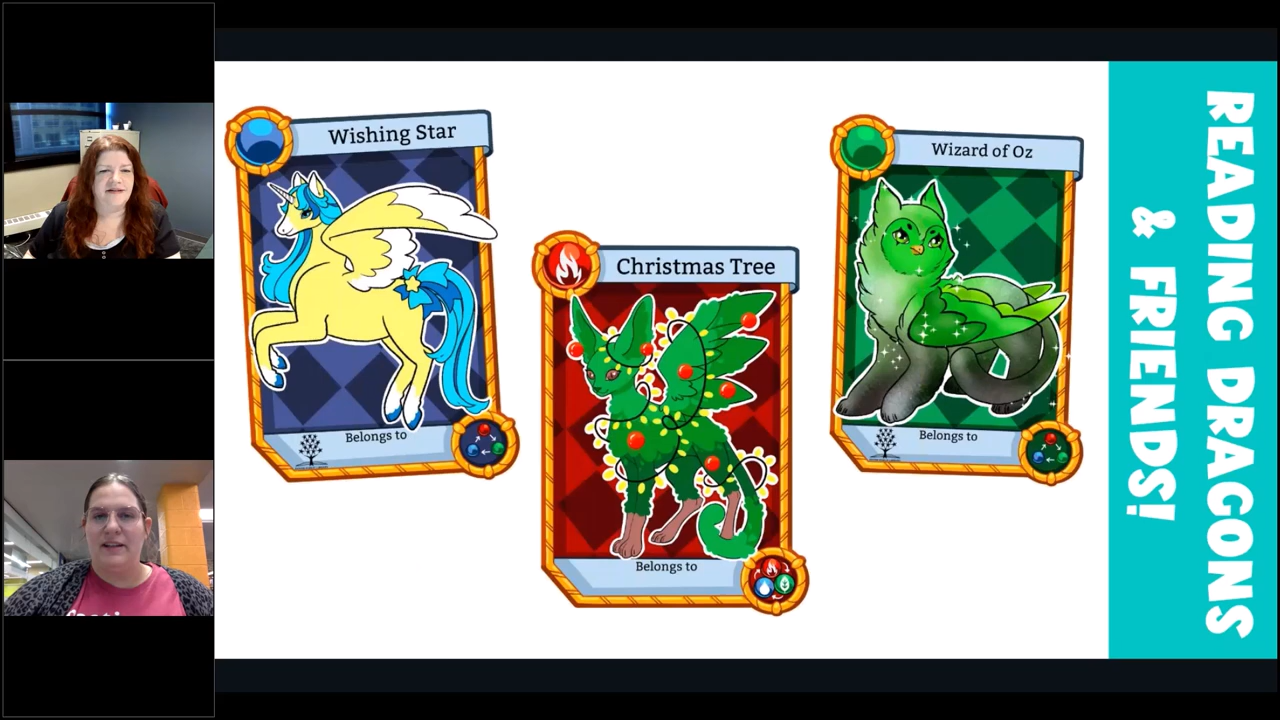 Wishing Star
Belongs to
Christmas Tree
Belongs to
Wizard of Oz
Belongs to
READING DRAGONS
& FRIENDS!